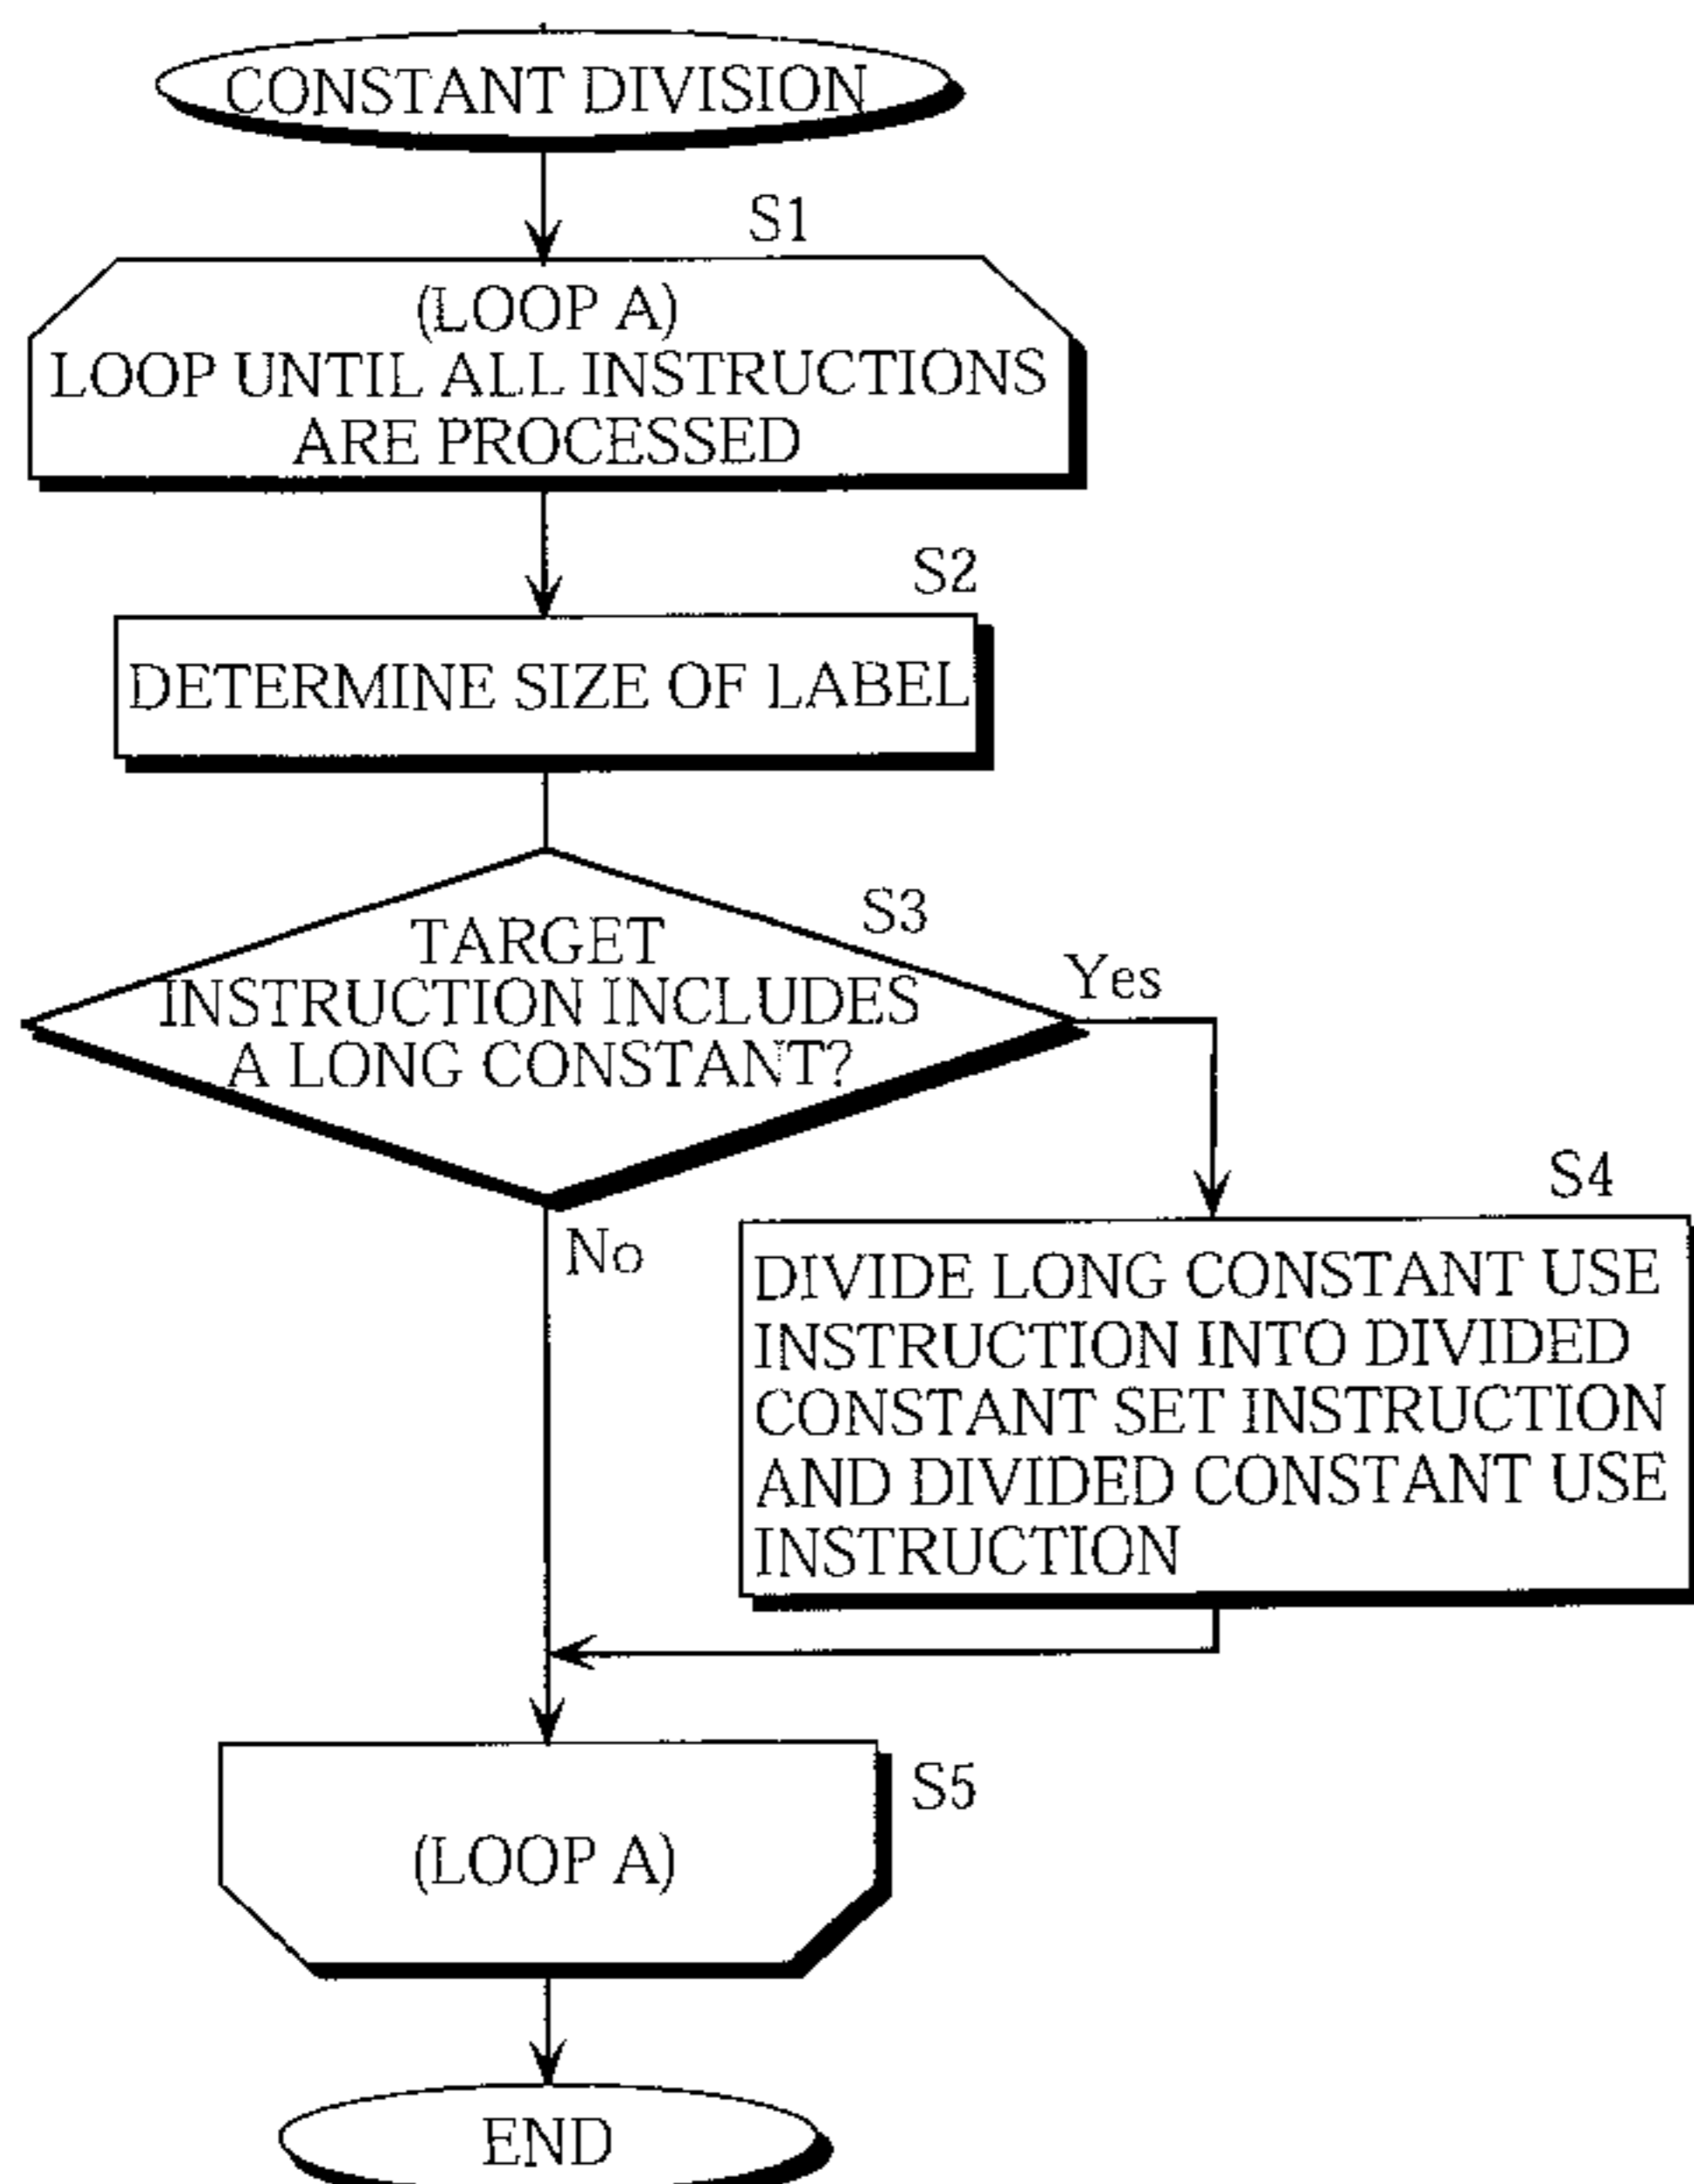 CONSTANT DIVISION
S1
(LOOP A)
LOOP UNTIL ALL INSTRUCTIONS
ARE PROCESSED
S2
DETERMINE SIZE OF LABEL
S3
TARGET
INSTRUCTION INCLUDES
A LONG CONSTANT?
Yes
No
S4
DIVIDE LONG CONSTANT USE
INSTRUCTION INTO DIVIDED
CONSTANT SET INSTRUCTION
AND DIVIDED CONSTANT USE
INSTRUCTION
S5
(LOOP A)
END